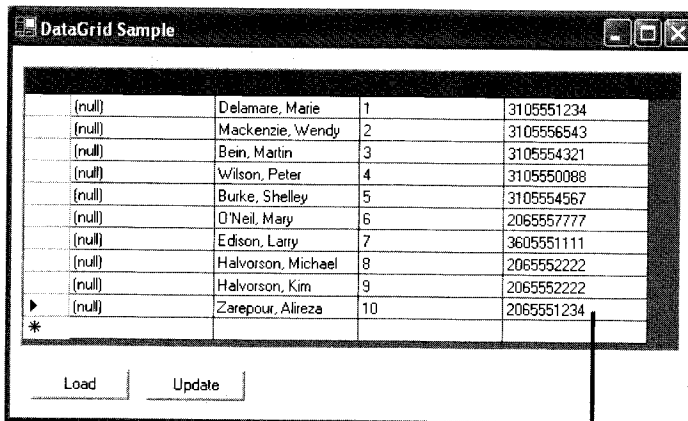 DataGrid Sample
(null) Delamare, Marie 1 3105551234
(null) Mackenzie, Wendy 2 3105556543
(null) Bein, Martin 3 3105554321
(null) Wilson, Peter 4 3105550088
(null) Burke, Shelley 5 3105554567
(null) O'Neil, Mary 6 2065557777
(null) Edison, Larry 7 3605551111
(null) Halvorson, Michael 8 2065552222
(null) Halvorson, Kim 9 2065552222
(null) Zarepour, Alireza 10 2065551234
*
Load Update